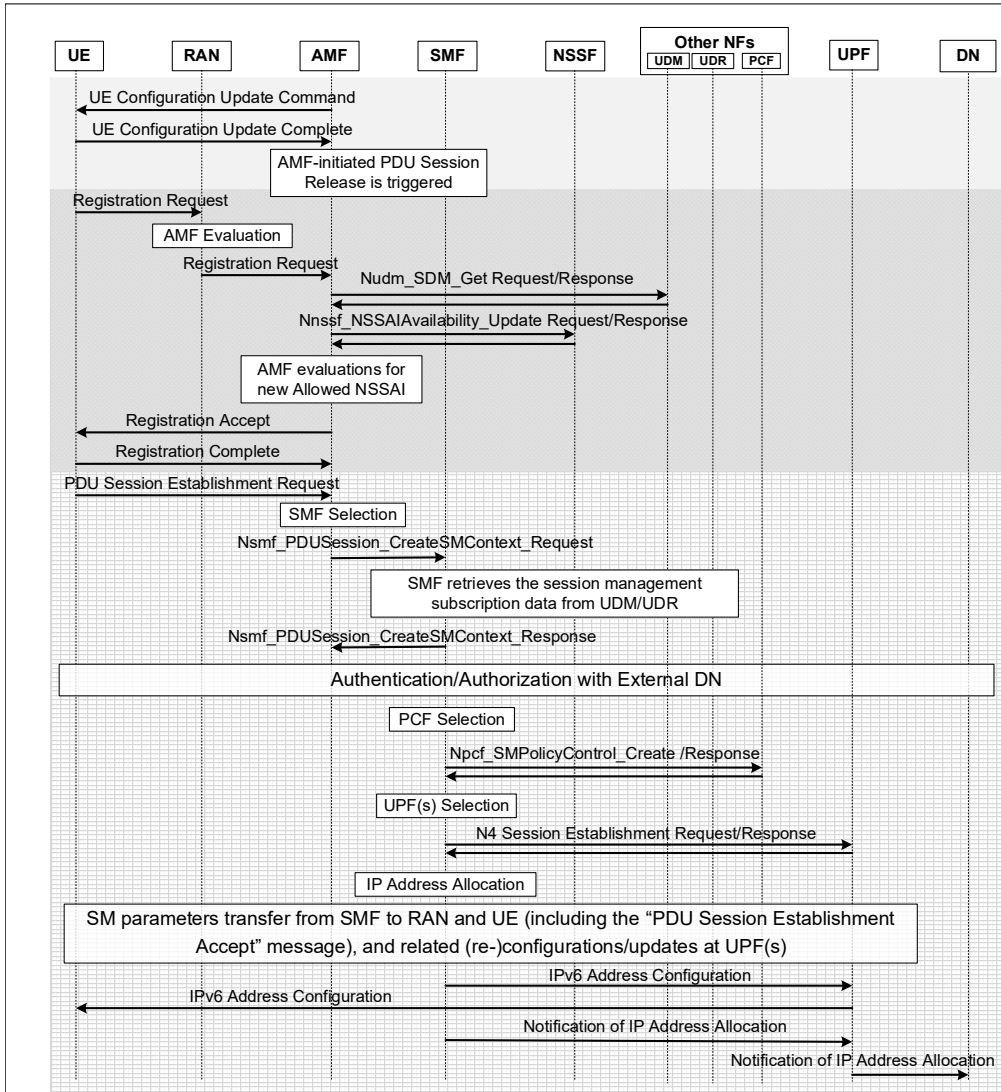 Other NFs
UE
RAN
AMF
SMF
NSSF
UDM
UDR
PCF
UPF
DN
UE Configuration Update Command
UE Configuration Update Complete
AMF-initiated PDU Session
Release is triggered
Registration Request
AMF Evaluation
Registration Request
Nudm_SDM_Get Request/Response
Nnssf_NSSAIAvailability_Update Request/Response
AMF evaluations for
new Allowed NSSAI
Registration Accept
Registration Complete
PDU Session Establishment Request
SMF Selection
Nsmf_PDUSession_CreateSMContext_Request
SMF retrieves the session management
subscription data from UDM/UDR
Nsmf_PDUSession_CreateSMContext_Response
Authentication/Authorization with External DN
PCF Selection
Npcf_SMPolicyControl_Create /Response
UPF(s) Selection
N4 Session Establishment Request/Response
IP Address Allocation
SM parameters transfer from SMF to RAN and UE (including the “PDU Session Establishment
Accept” message), and related (re-)configurations/updates at UPF(s)
IPv6 Address Configuration
IPv6 Address Configuration
Notification of IP Address Allocation
Notification of IP Address Allocation